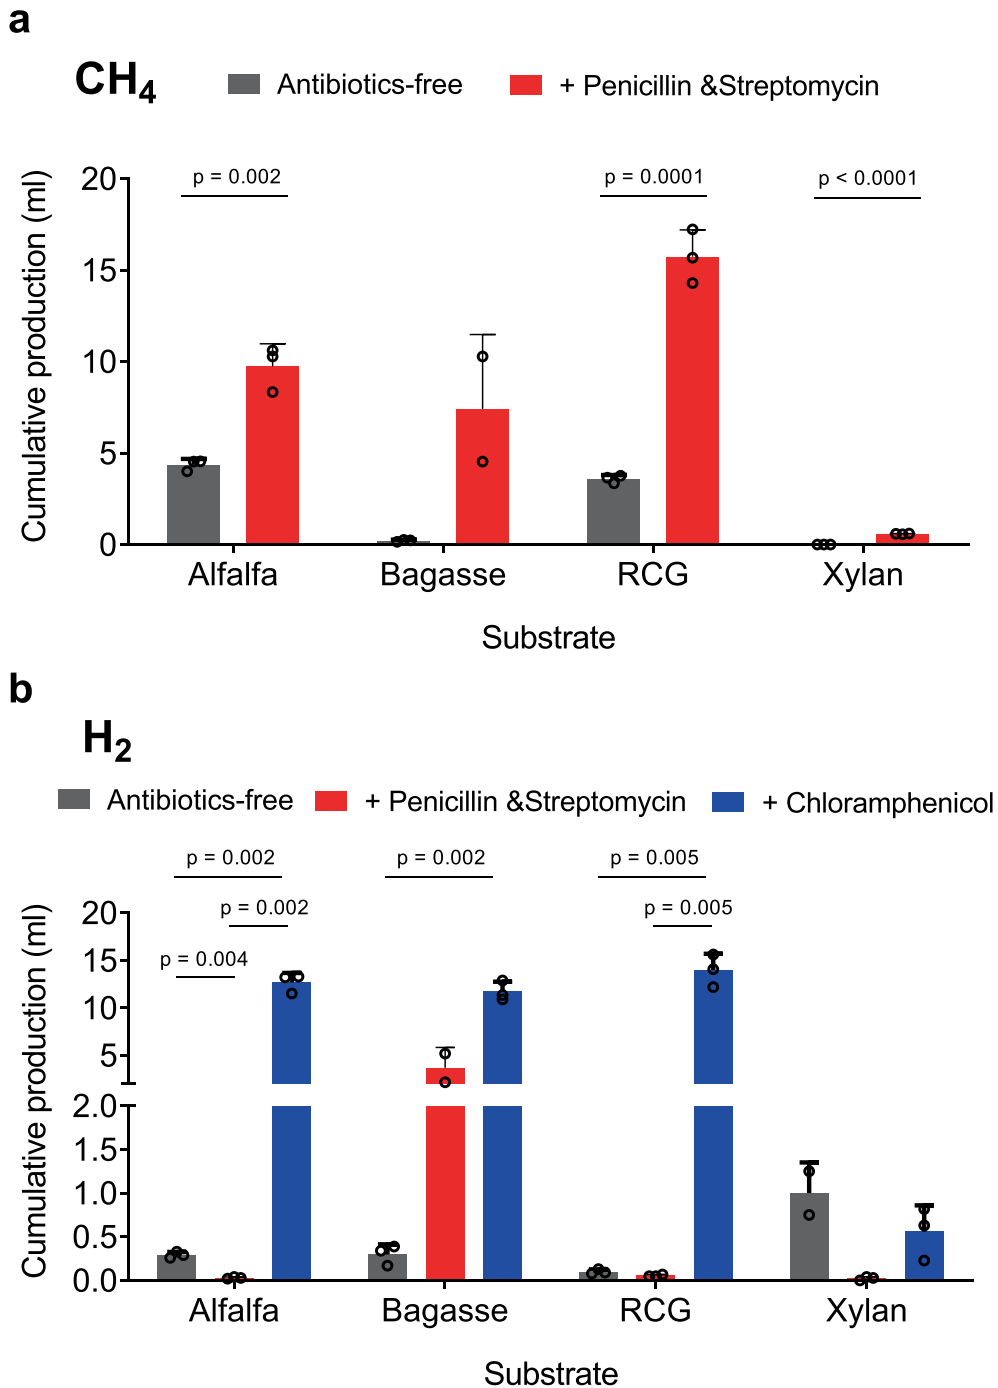 a
CH4
Antibiotics-free
+ Penicillin &Streptomycin
Cumulative production (ml)
20
15
10
5
0
p = 0.002
p = 0.0001
p < 0.0001
Alfalfa
Bagasse
RCG
Xylan
Substrate
b
H2
Antibiotics-free
+ Penicillin &Streptomycin
+ Chloramphenicol
Cumulative production (ml)
p = 0.002
p = 0.002
p = 0.005
p = 0.002
p = 0.005
p = 0.004
20
15
10
5
2.0
1.5
1.0
0.5
0.0
Alfalfa
Bagasse
RCG
Xylan
Substrate